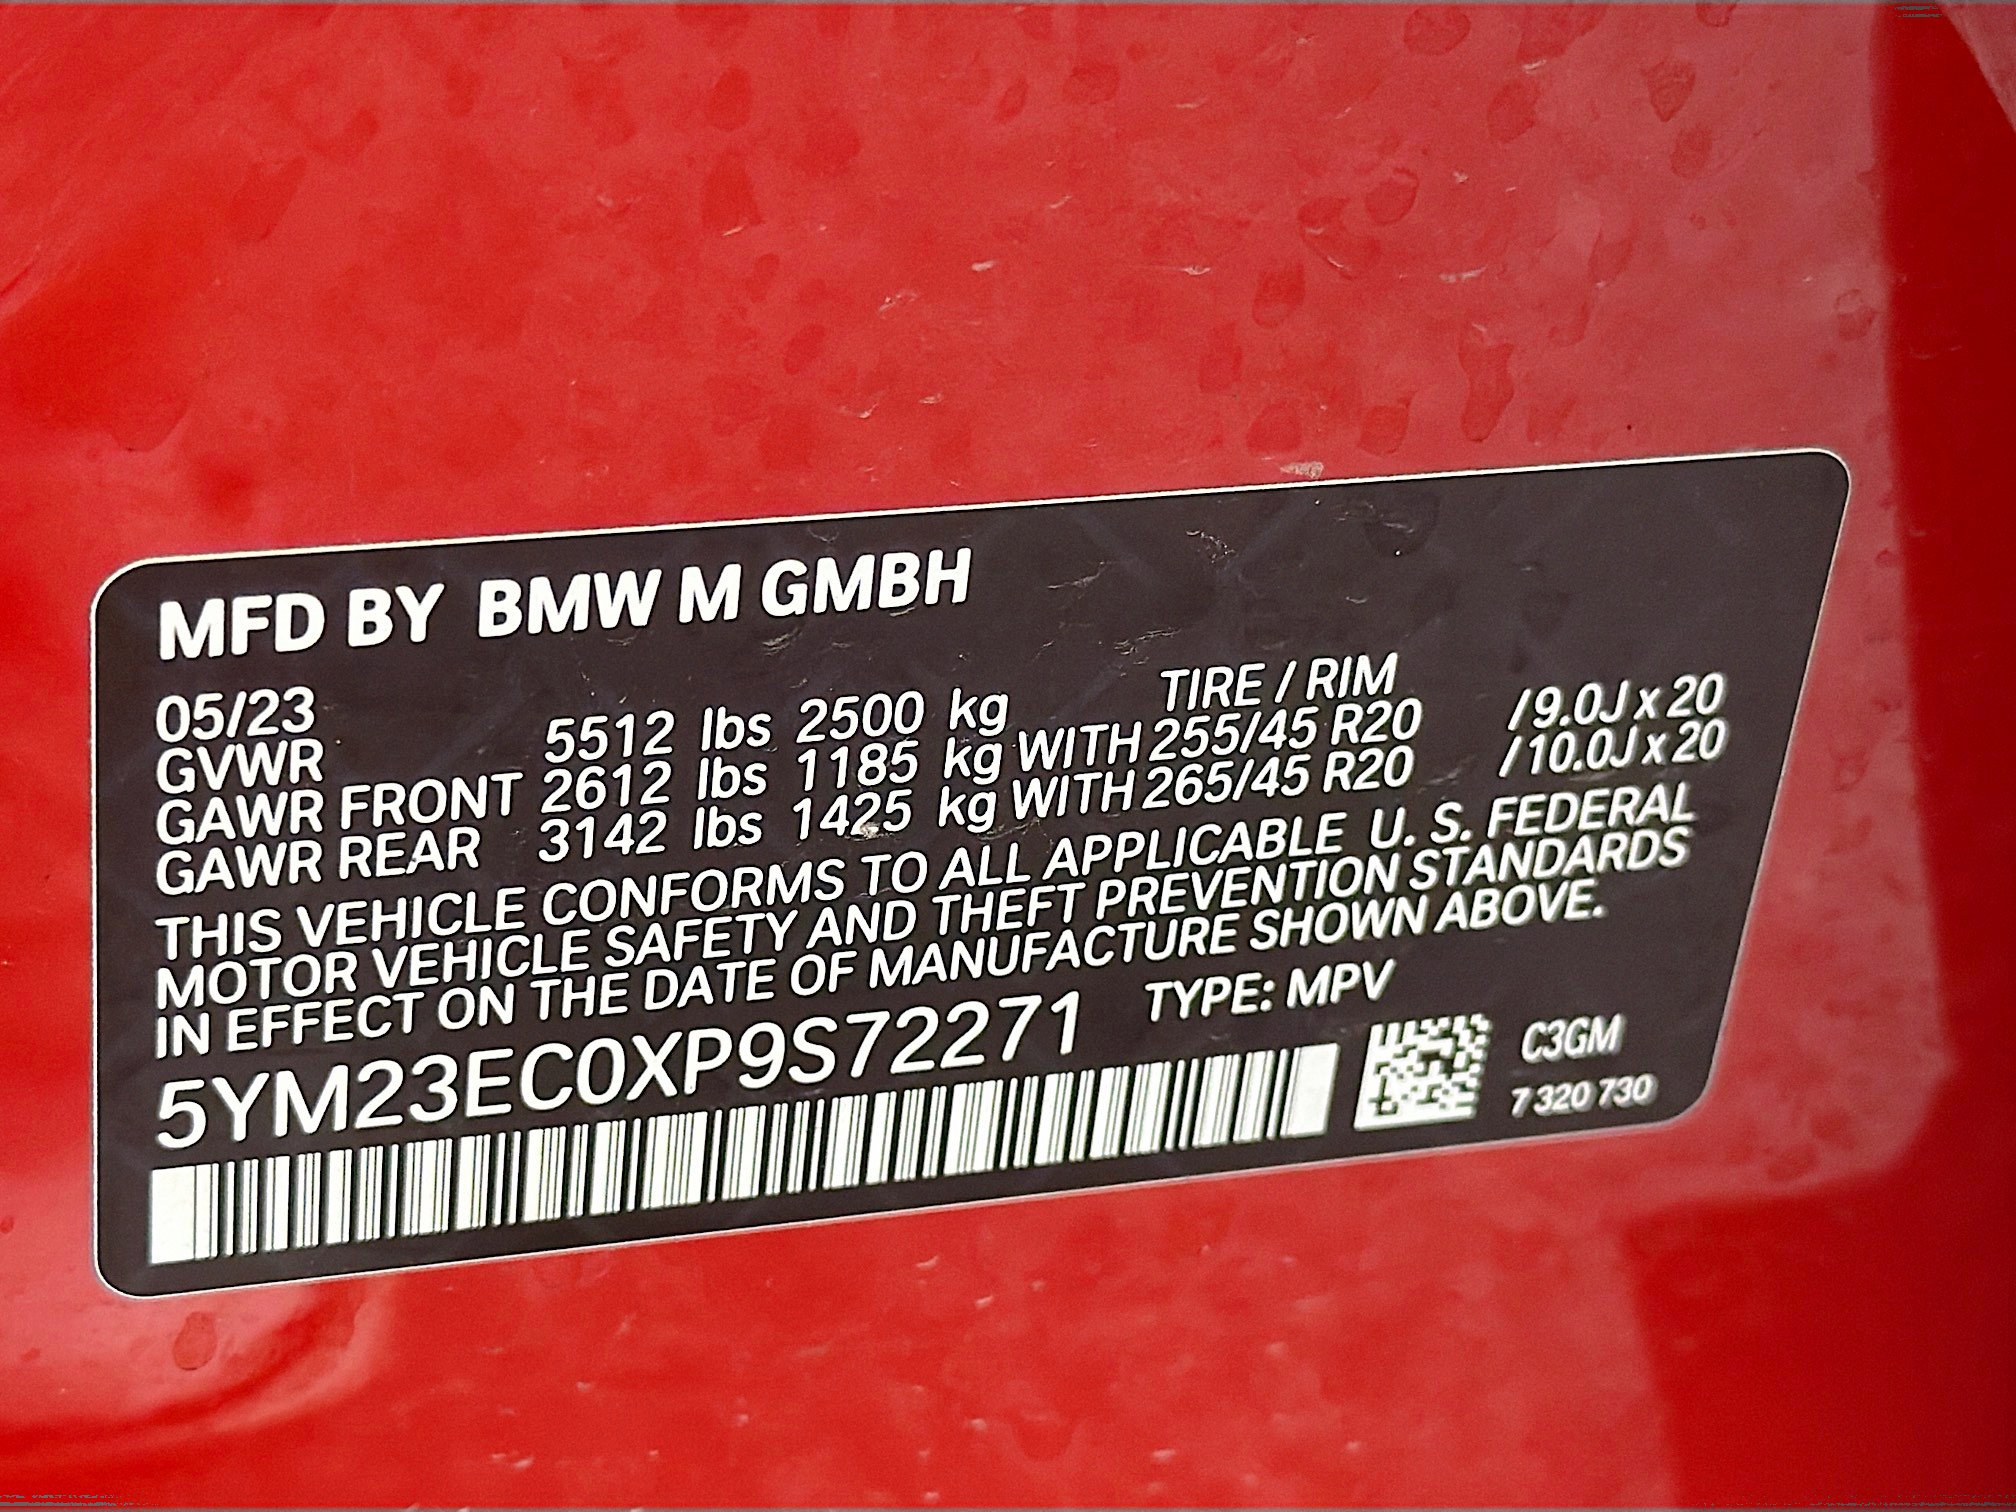 MFD BY BMW M GMBH
05/23
TIRE / RIM
GVWR 5512 lbs 2500 kg
GAWR FRONT 2612 lbs 1185 kg WITH 255/45 R20 /9.0J x 20
GAWR REAR 3142 lbs 1425 kg WITH 265/45 R20 /10.0J x 20
THIS VEHICLE CONFORMS TO ALL APPLICABLE U. S. FEDERAL
MOTOR VEHICLE SAFETY AND THEFT PREVENTION STANDARDS
IN EFFECT ON THE DATE OF MANUFACTURE SHOWN ABOVE.
5YM23EC0XP9S72271 TYPE: MPV
C3GM
7 320 730